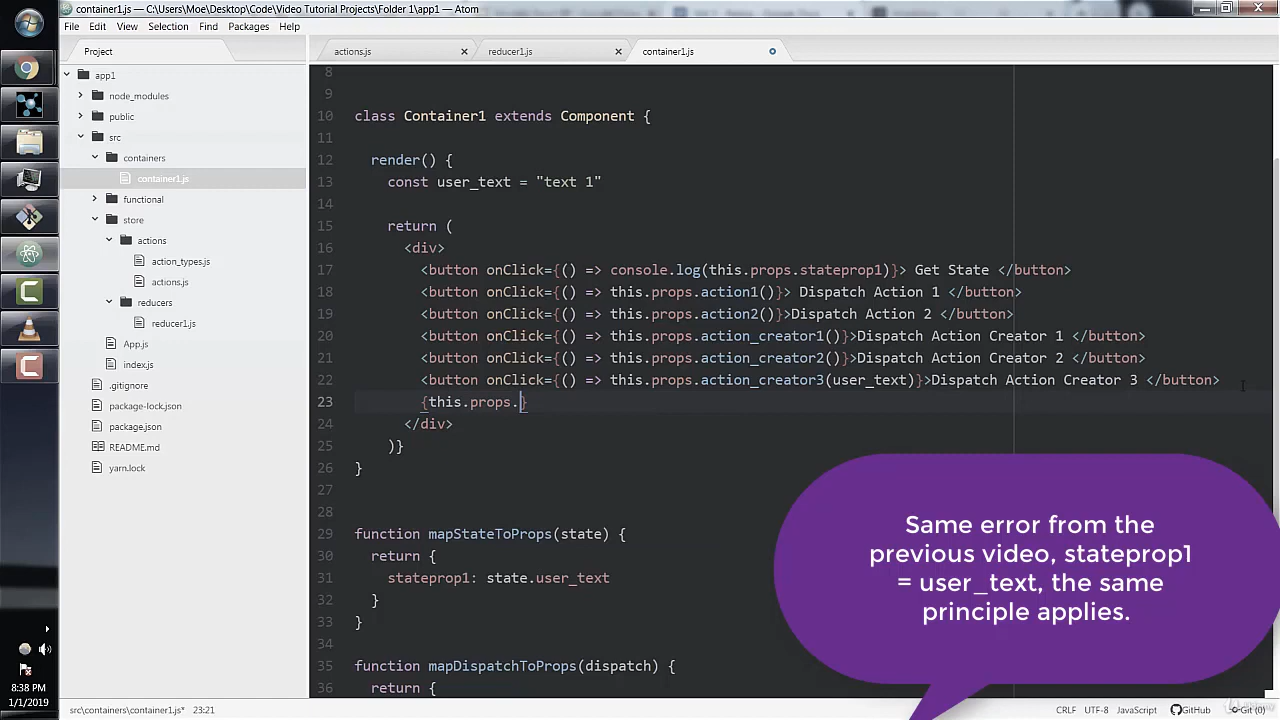 container1.js — C:\Users\Moe\Desktop\Code\Video Tutorial Projects\Folder 1\app1 — Atom
File Edit View Selection Find Packages Help
Project
actions.js
reducer1.js
container1.js
app1
node_modules
public
src
containers
container1.js
functional
store
actions
action_types.js
actions.js
reducers
reducer1.js
App.js
index.js
.gitignore
package-lock.json
package.json
README.md
yarn.lock
8
9
10 class Container1 extends Component {
11
12 render() {
13 const user_text = "text 1"
14
15 return (
16 <div>
17 <button onClick={() => console.log(this.props.stateprop1)}> Get State </button>
18 <button onClick={() => this.props.action1()}> Dispatch Action 1 </button>
19 <button onClick={() => this.props.action2()}>Dispatch Action 2 </button>
20 <button onClick={() => this.props.action_creator1()}>Dispatch Action Creator 1 </button>
21 <button onClick={() => this.props.action_creator2()}>Dispatch Action Creator 2 </button>
22 <button onClick={() => this.props.action_creator3(user_text)}>Dispatch Action Creator 3 </button>
23 {this.props.}
24 </div>
25 )}
26 }
27
28
29 function mapStateToProps(state) {
30 return {
31 stateprop1: state.user_text
32 }
33 }
34
35 function mapDispatchToProps(dispatch) {
36 return {
Same error from the
previous video, stateprop1
= user_text, the same
principle applies.
8:38 PM
1/1/2019
src\containers\container1.js* 23:21
CRLF UTF-8 JavaScript GitHub Git (0)